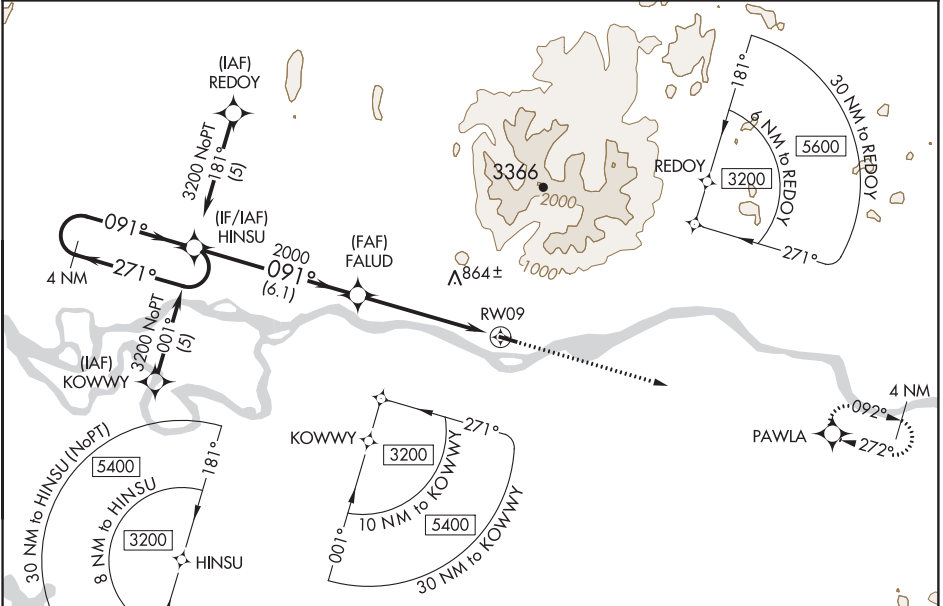 (IAF)
REDOY
3200 NoPT
181°
(5)
(IF/IAF)
HINSU
091°
271°
4 NM
2000
091°
(6.1)
(FAF)
FALUD
3200 NoPT
001°
(5)
(IAF)
KOWWY
3366
2000
1000
864±
RW09
181°
30 NM to REDOY
6 NM to REDOY
5600
REDOY
3200
271°
4 NM
092°
272°
PAWLA
30 NM to HINSU (NoPT)
5400
181°
8 NM to HINSU
3200
HINSU
KOWWY
271°
3200
10 NM to KOWWY
5400
001°
30 NM to KOWWY